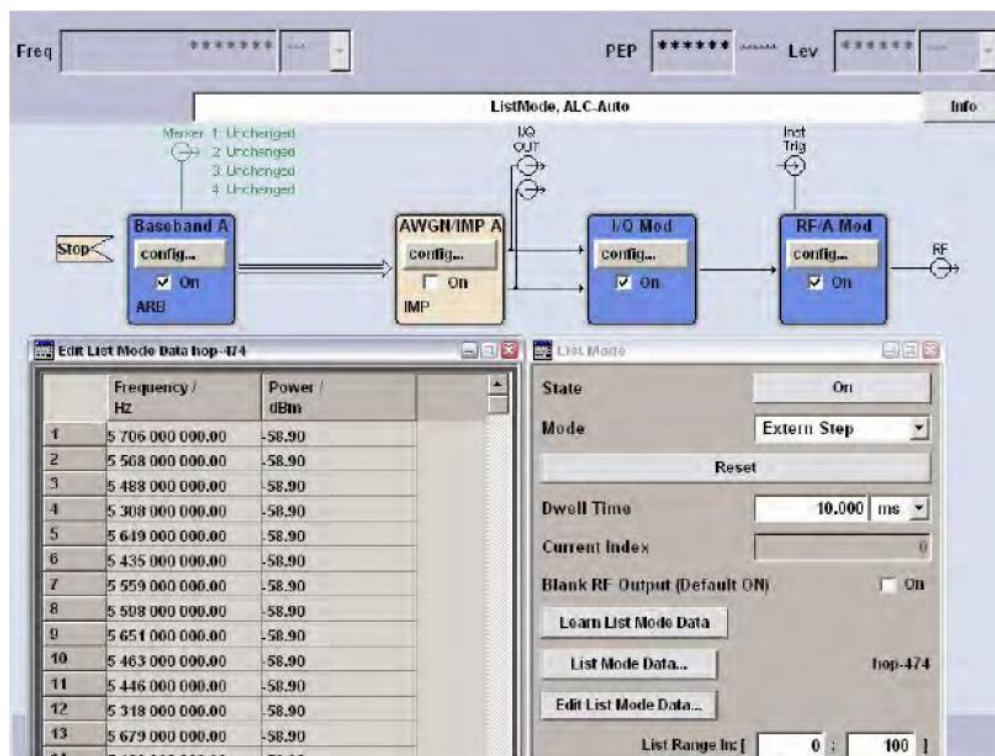 Freq ******* ---
PEP ****** ------ Lev ****** ---
ListMode, ALC-Auto Info
Marker 1: Unchanged
2: Unchanged
3: Unchanged
4: Unchanged
I/Q OUT
Inst Trig
Stop
Baseband A
config...
On
ARB
AWGN/IMP A
config...
On
IMP
I/Q Mod
config...
On
RF/A Mod
config...
On
RF
Edit List Mode Data hop-474
Frequency / Hz Power / dBm
1 5 706 000 000.00 -58.90
2 5 568 000 000.00 -58.90
3 5 488 000 000.00 -58.90
4 5 308 000 000.00 -58.90
5 5 649 000 000.00 -58.90
6 5 435 000 000.00 -58.90
7 5 559 000 000.00 -58.90
8 5 598 000 000.00 -58.90
9 5 651 000 000.00 -58.90
10 5 463 000 000.00 -58.90
11 5 446 000 000.00 -58.90
12 5 318 000 000.00 -58.90
13 5 679 000 000.00 -58.90
List Mode
State On
Mode Extern Step
Reset
Dwell Time 10.000 ms
Current Index 0
Blank RF Output (Default ON) On
Learn List Mode Data
List Mode Data... hop-474
Edit List Mode Data...
List Range In: [ 0 : 100 ]